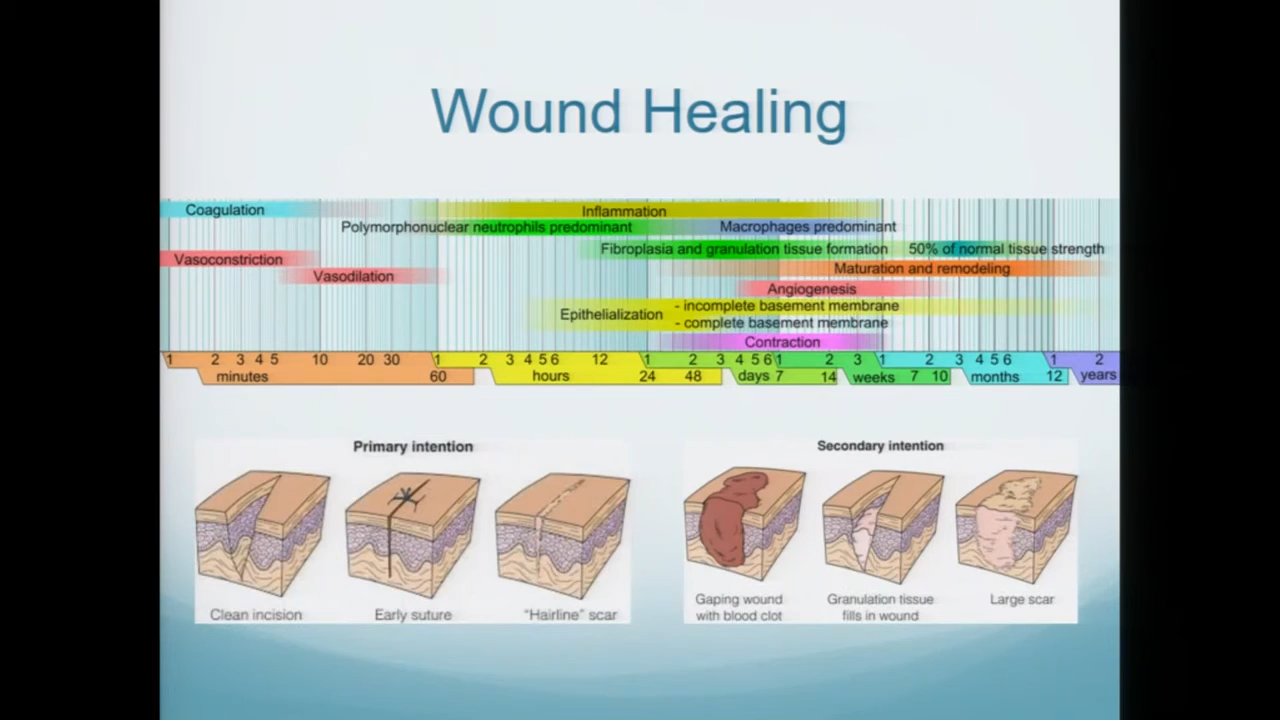 Wound Healing
Coagulation
Inflammation
Polymorphonuclear neutrophils predominant
Macrophages predominant
Fibroplasia and granulation tissue formation
50% of normal tissue strength
Vasoconstriction
Maturation and remodeling
Vasodilation
Angiogenesis
Epithelialization
- incomplete basement membrane
- complete basement membrane
Contraction
1 2 3 4 5 10 20 30 1 2 3 4 5 6 12 1 2 3 4 5 6 1 2 3 1 2 3 4 5 6 1 2
minutes 60 hours 24 48 days 7 14 weeks 7 10 months 12 years
Primary intention
Clean incision
Early suture
"Hairline" scar
Secondary intention
Gaping wound
with blood clot
Granulation tissue
fills in wound
Large scar